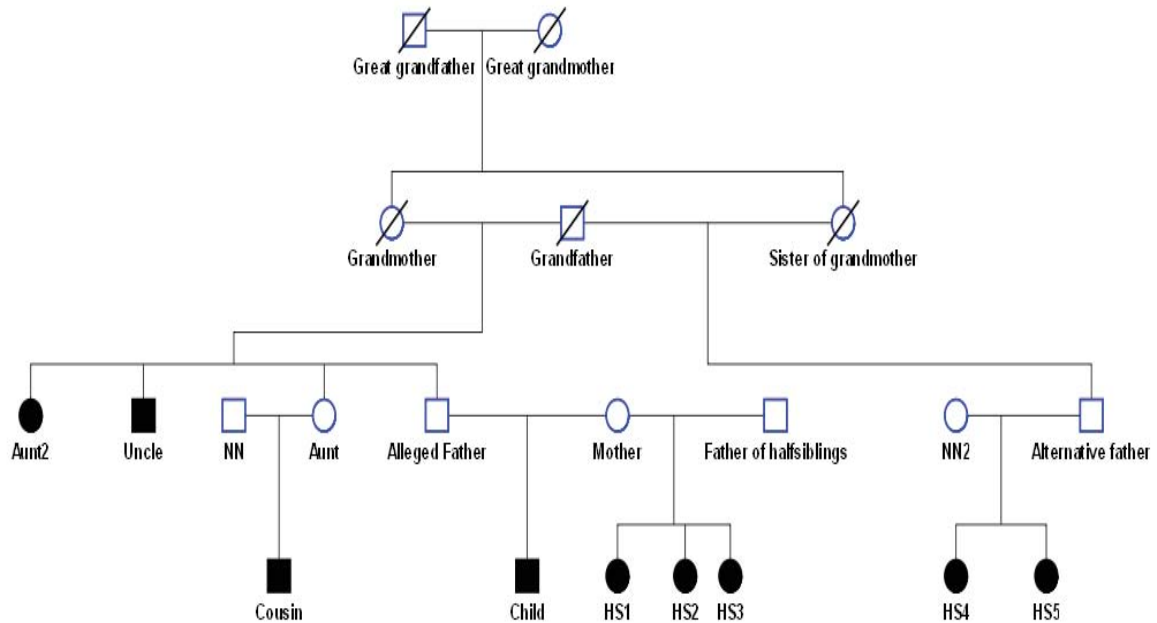 Great grandfather Great grandmother
Grandmother Grandfather Sister of grandmother
Aunt2 Uncle NN Aunt Alleged Father Mother Father of halfsiblings NN2 Alternative father
Cousin Child HS1 HS2 HS3 HS4 HS5